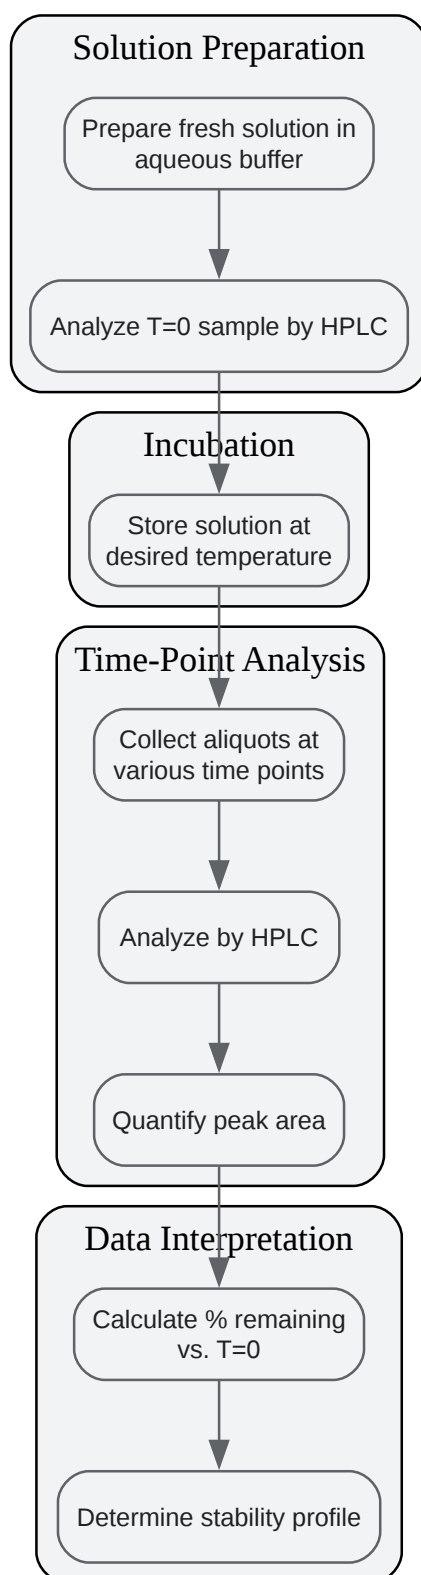 Solution Preparation
Prepare fresh solution in
aqueous buffer
Analyze T=0 sample by HPLC
Incubation
Store solution at
desired temperature
Time-Point Analysis
Collect aliquots at
various time points
Analyze by HPLC
Quantify peak area
Data Interpretation
Calculate % remaining
vs. T=0
Determine stability profile